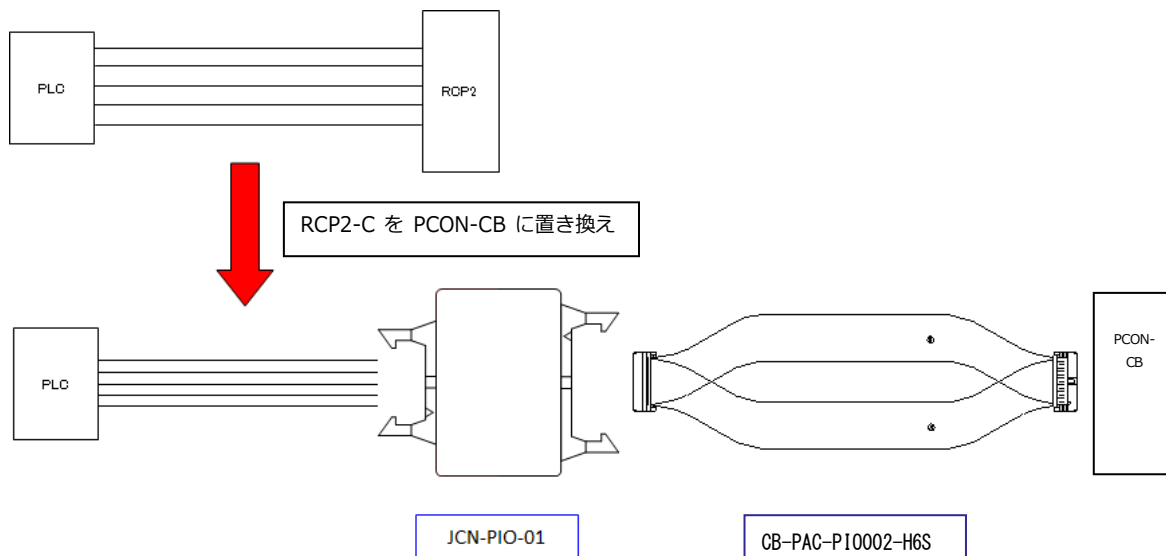 PLC
RCP2
RCP2-C を PCON-CB に置き換え
PLC
PCON-
CB
JCN-PIO-01
CB-PAC-PIO002-H6S